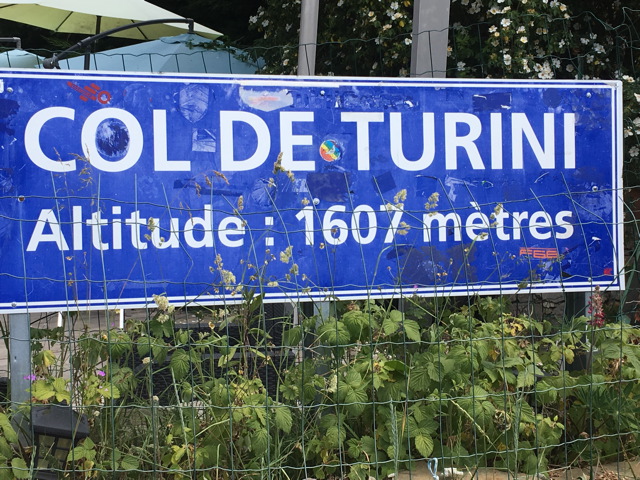 COL DE TURINI
Altitude : 1607 mètres